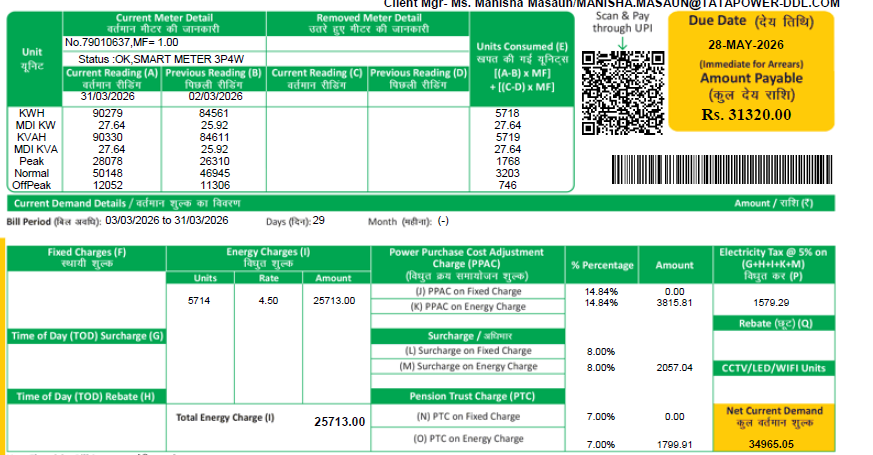 Client Mgr- Ms. Manisha Masaun/MANISHA.MASAUN@TATAPOWER-DDL.COM
Unit
यूनिट
Current Meter Detail
वर्तमान मीटर की जानकारी
Removed Meter Detail
उतरे हुए मीटर की जानकारी
Units Consumed (E)
खपत की गई यूनिट्स
[(A-B) x MF]
+ [(C-D) x MF]
No.79010637,MF= 1.00
Status :OK,SMART METER 3P4W
Current Reading (A)
वर्तमान रीडिंग
Previous Reading (B)
पिछली रीडिंग
Current Reading (C)
वर्तमान रीडिंग
Previous Reading (D)
पिछली रीडिंग
31/03/2026 02/03/2026
KWH 90279 84561 5718
MDI KW 27.64 25.92 27.64
KVAH 90330 84611 5719
MDI KVA 27.64 25.92 27.64
Peak 28078 26310 1768
Normal 50148 46945 3203
OffPeak 12052 11306 746
Scan & Pay
through UPI
Due Date (देय तिथि)
28-MAY-2026
(Immediate for Arrears)
Amount Payable
(कुल देय राशि)
Rs. 31320.00
Current Demand Details / वर्तमान शुल्क का विवरण Amount / राशि (₹)
Bill Period (बिल अवधि): 03/03/2026 to 31/03/2026 Days (दिन): 29 Month (महीना): (-)
Fixed Charges (F)
स्थायी शुल्क
Time of Day (TOD) Surcharge (G)
Time of Day (TOD) Rebate (H)
Energy Charges (I)
विद्युत शुल्क
Units Rate Amount
5714 4.50 25713.00
Total Energy Charge (I) 25713.00
Power Purchase Cost Adjustment
Charge (PPAC)
(विद्युत क्रय समायोजन शुल्क)
% Percentage Amount
(J) PPAC on Fixed Charge 14.84% 0.00
(K) PPAC on Energy Charge 14.84% 3815.81
Surcharge / अधिभार
(L) Surcharge on Fixed Charge 8.00%
(M) Surcharge on Energy Charge 8.00% 2057.04
Pension Trust Charge (PTC)
(N) PTC on Fixed Charge 7.00% 0.00
(O) PTC on Energy Charge 7.00% 1799.91
Electricity Tax @ 5% on
(G+H+I+K+M)
विद्युत कर (P)
1579.29
Rebate (छूट) (Q)
CCTV/LED/WIFI Units
Net Current Demand
कुल वर्तमान शुल्क
34965.05